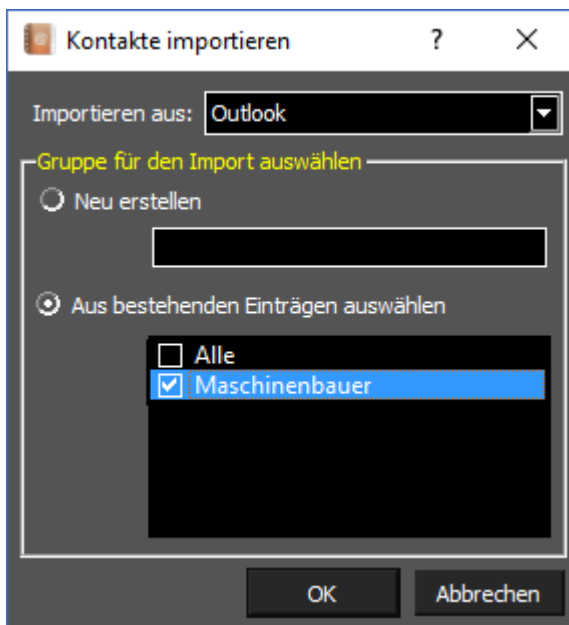 Kontakte importieren ?
Importieren aus: Outlook
Gruppe für den Import auswählen
Neu erstellen
Aus bestehenden Einträgen auswählen
Alle
Maschinenbauer
OK Abbrechen